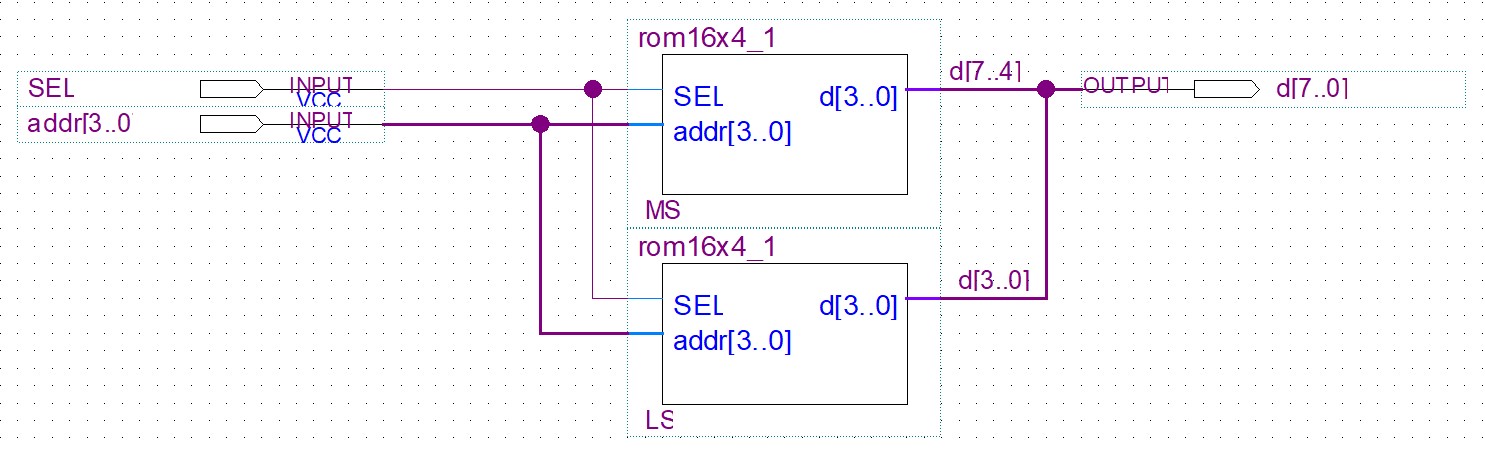 rom16x4_1
SEL INPUT
VCC
addr[3..0 INPUT
VCC
SEL d[3..0]
addr[3..0]
MS
d[7..4] OUTPUT d[7..0]
rom16x4_1
SEL d[3..0]
addr[3..0]
LS
d[3..0]